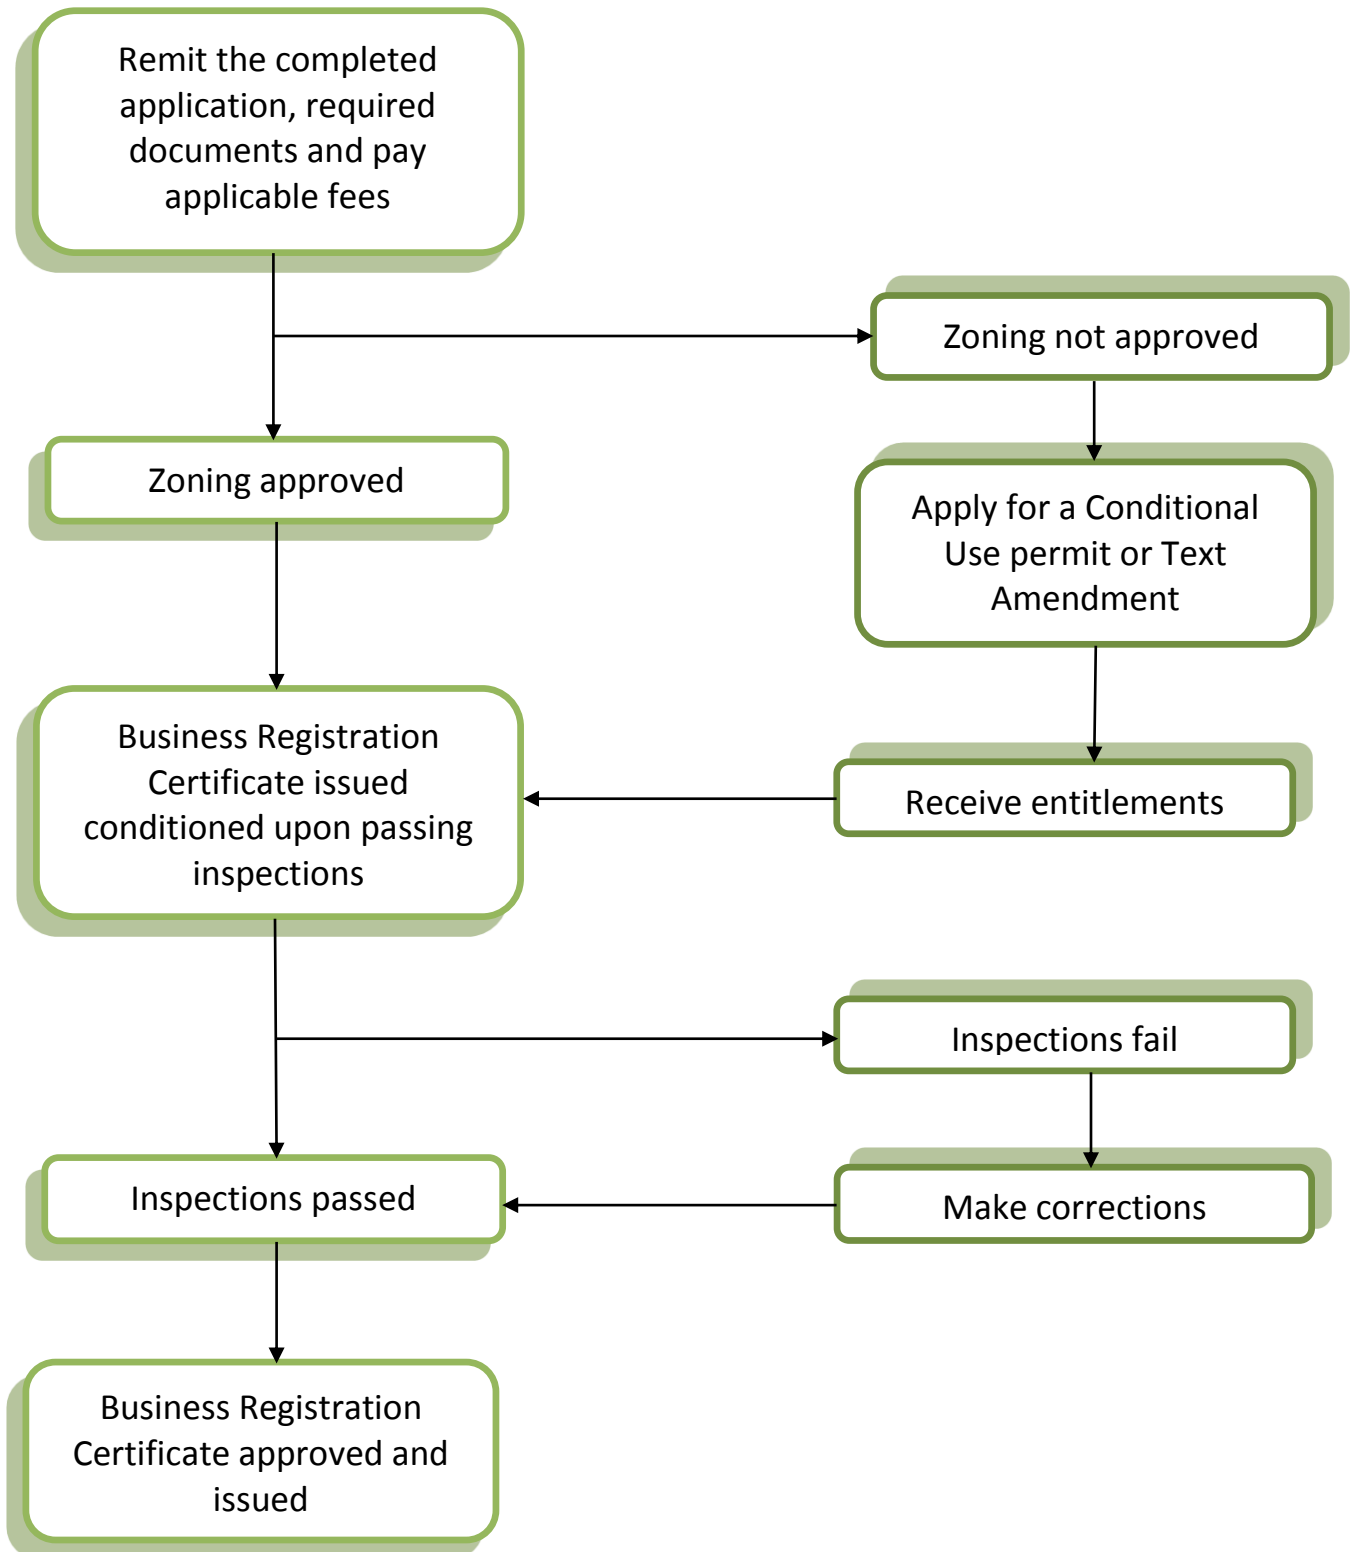 Remit the completed
application, required
documents and pay
applicable fees
Zoning not approved
Zoning approved
Apply for a Conditional
Use permit or Text
Amendment
Business Registration
Certificate issued
conditioned upon passing
inspections
Receive entitlements
Inspections fail
Inspections passed
Make corrections
Business Registration
Certificate approved and
issued